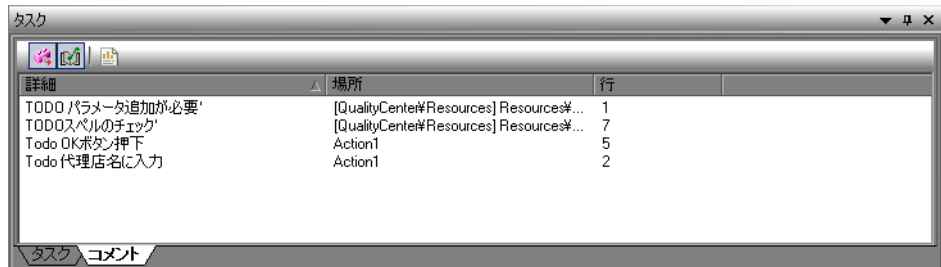 タスク
詳細 場所 行
TODO パラメータ追加が必要' [QualityCenter¥Resources] Resources¥... 1
TODOスペルのチェック' [QualityCenter¥Resources] Resources¥... 7
Todo OKボタン押下 Action1 5
Todo 代理店名に入力 Action1 2
タスク コメント